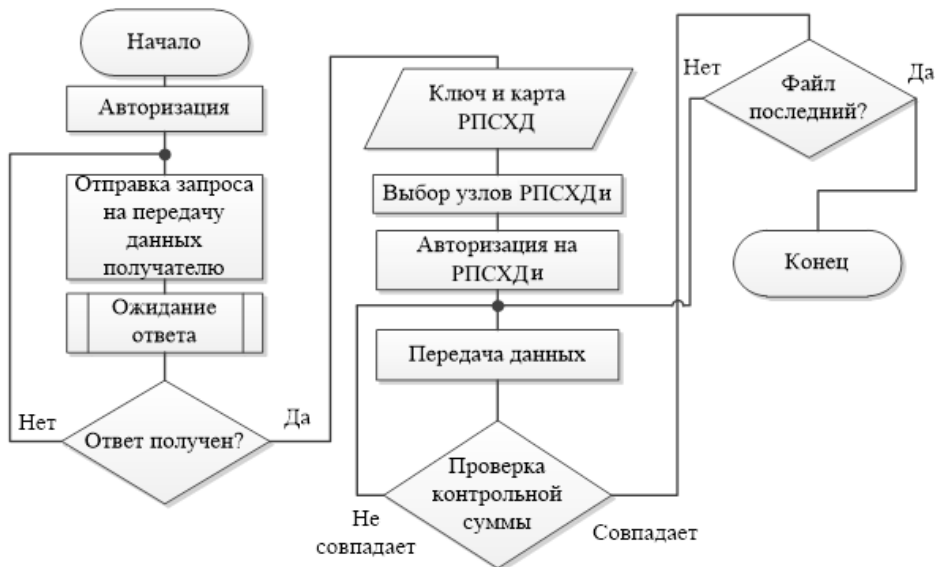 Начало
Авторизация
Отправка запроса
на передачу
данных
получателю
Ожидание
ответа
Ответ получен?
Нет
Да
Ключ и карта
РПСХД
Выбор узлов РПСХДи
Авторизация на
РПСХДи
Передача данных
Проверка
контрольной
суммы
Не
совпадает
Совпадает
Файл
последний?
Нет
Да
Конец